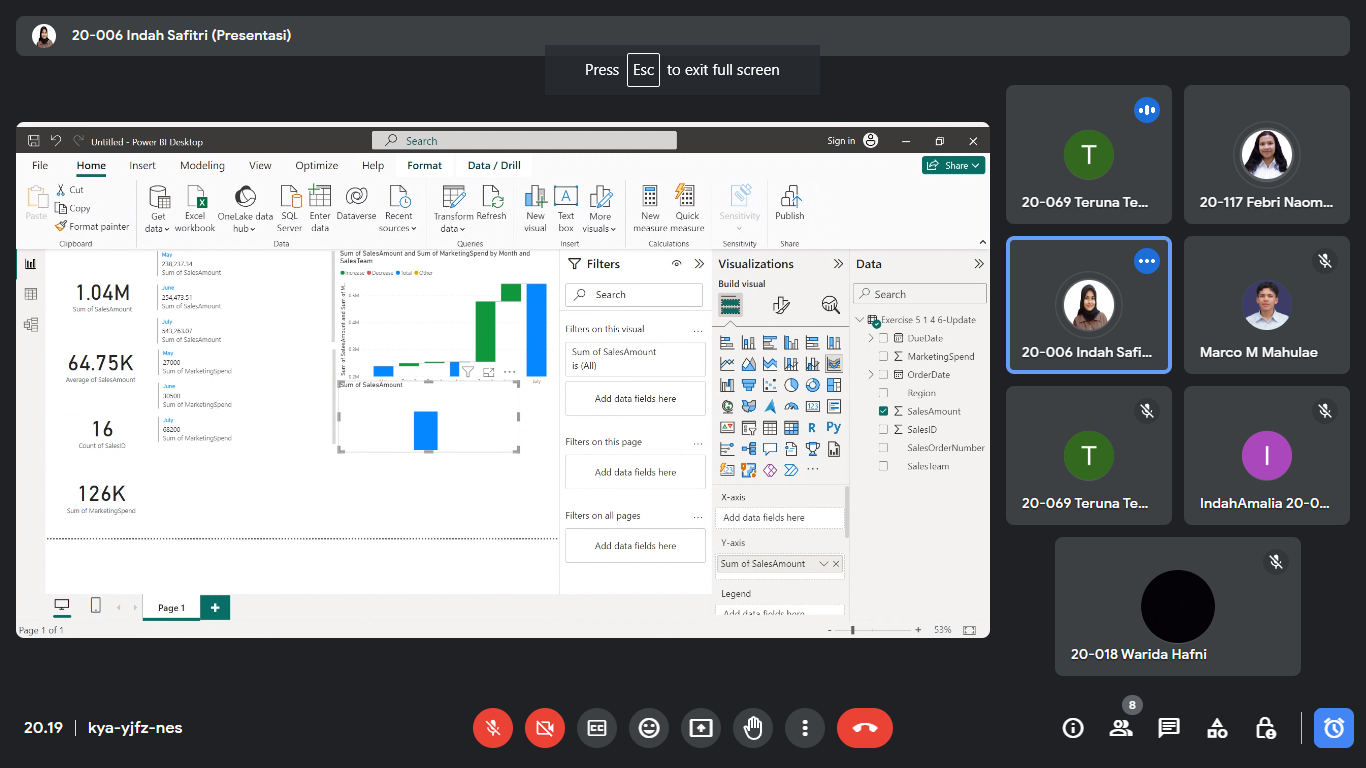 20-006 Indah Safitri (Presentasi)
Press Esc to exit full screen
Untitled - Power BI Desktop
Search
Sign in
File Home Insert Modeling View Optimize Help Format Data / Drill
Share
Paste
Cut
Copy
Format painter
Clipboard
Get data
Excel workbook
OneLake data hub
SQL Server
Enter data
Dataverse
Recent sources
Data
Transform data
Refresh
Queries
New visual
Text box
More visuals
Insert
New measure
Quick measure
Calculations
Sensitivity
Sensitivity
Publish
Share
1.04M
Sum of SalesAmount
64.75K
Average of SalesAmount
16
Count of SalesID
126K
Sum of MarketingSpend
May
238,237.34
Sum of SalesAmount
June
254,473.51
Sum of SalesAmount
July
543,263.07
Sum of SalesAmount
May
27000
Sum of MarketingSpend
June
30500
Sum of MarketingSpend
July
68200
Sum of MarketingSpend
Sum of SalesAmount and Sum of MarketingSpend by Month and
SalesTeam
Increase Decrease Total Other
July
Sum of SalesAmount
Filters
Search
Filters on this visual
Sum of SalesAmount
is (All)
Add data fields here
Filters on this page
Add data fields here
Filters on all pages
Add data fields here
Visualizations
Build visual
R Py
X-axis
Add data fields here
Y-axis
Sum of SalesAmount
Legend
Add data fields here
Data
Search
Exercise 5 1 4 6-Update
DueDate
MarketingSpend
OrderDate
Region
SalesAmount
SalesID
SalesOrderNumber
SalesTeam
Page 1
Page 1 of 1
53%
T
20-069 Teruna Te...
20-117 Febri Naom...
20-006 Indah Safi...
Marco M Mahulae
T
20-069 Teruna Te...
I
IndahAmalia 20-0...
20-018 Warida Hafni
20.19 | kya-yjfz-nes
8